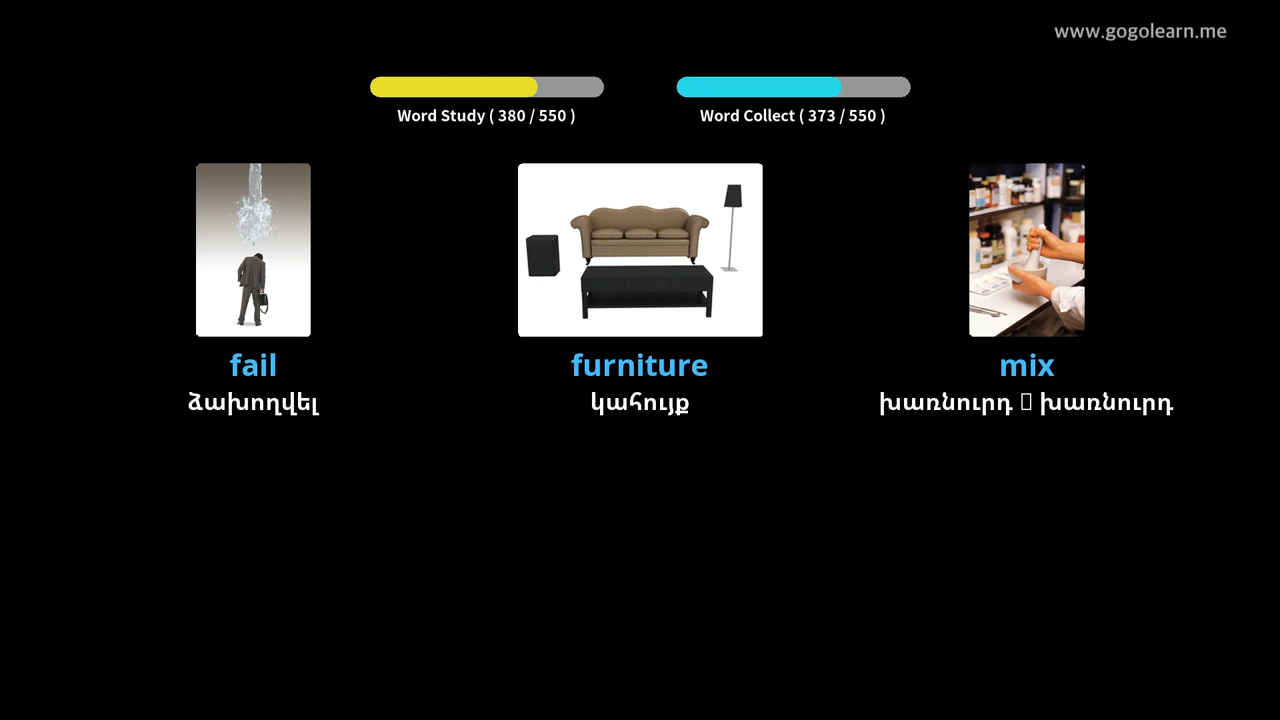 www.gogolearn.me
Word Study ( 380 / 550 )
Word Collect ( 373 / 550 )
fail
furniture
mix
ձախողվել
կահույք
խառնուրդ ▯ խառնուրդ